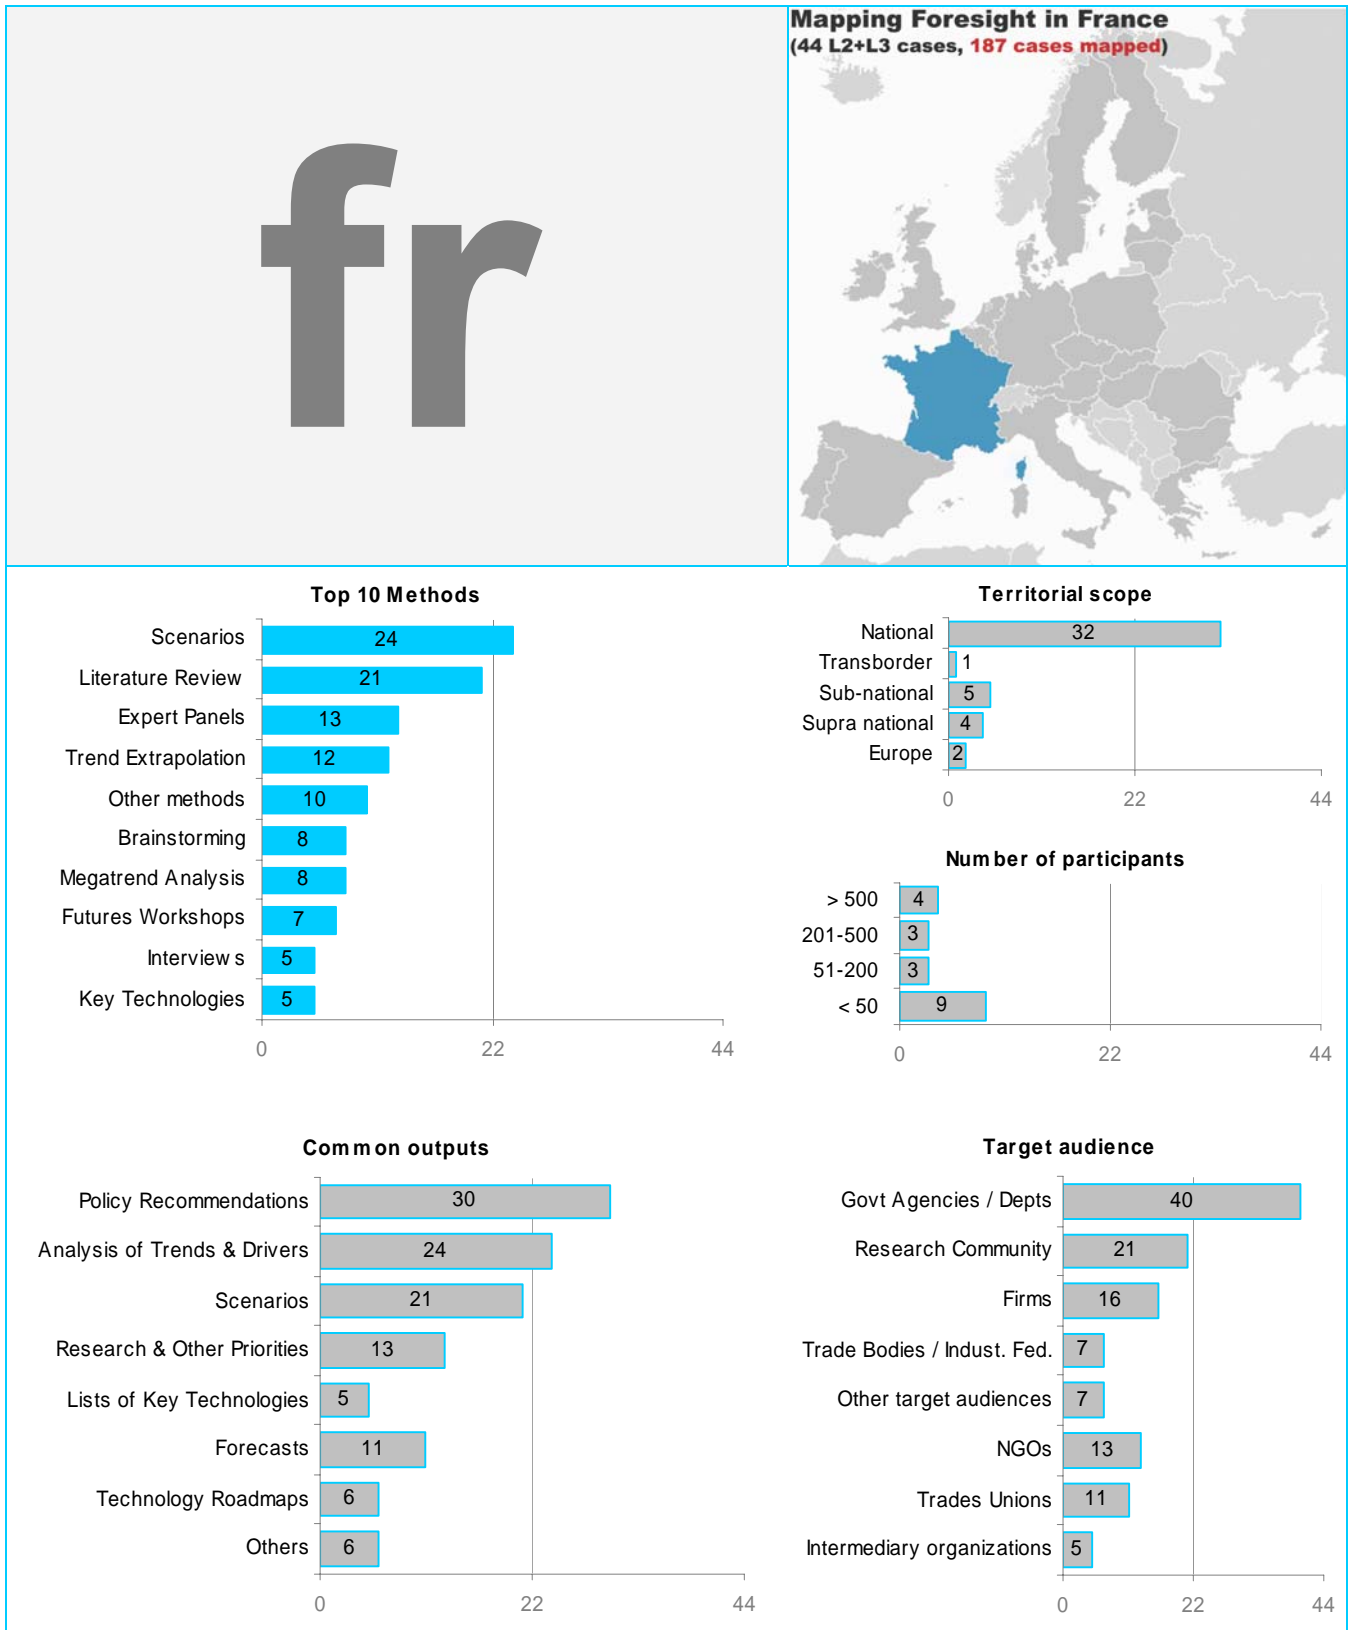 fr
Mapping Foresight in France
(44 L2+L3 cases, 187 cases mapped)
Top 10 Methods
Scenarios 24
Literature Review 21
Expert Panels 13
Trend Extrapolation 12
Other methods 10
Brainstorming 8
Megatrend Analysis 8
Futures Workshops 7
Interviews 5
Key Technologies 5
0 22 44
Territorial scope
National 32
Transborder 1
Sub-national 5
Supra national 4
Europe 2
0 22 44
Number of participants
> 500 4
201-500 3
51-200 3
< 50 9
0 22 44
Common outputs
Policy Recommendations 30
Analysis of Trends & Drivers 24
Scenarios 21
Research & Other Priorities 13
Lists of Key Technologies 5
Forecasts 11
Technology Roadmaps 6
Others 6
0 22 44
Target audience
Govt Agencies / Depts 40
Research Community 21
Firms 16
Trade Bodies / Indust. Fed. 7
Other target audiences 7
NGOs 13
Trades Unions 11
Intermediary organizations 5
0 22 44